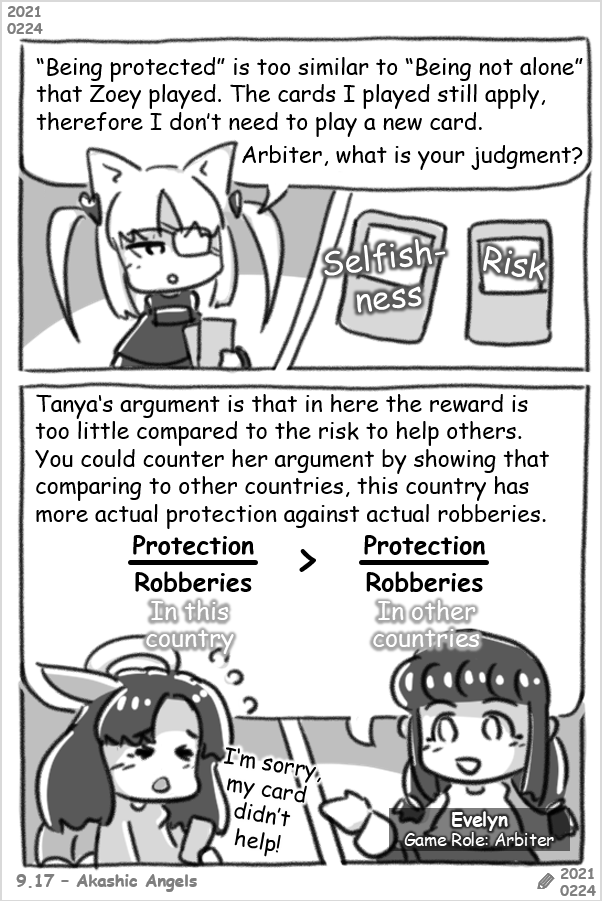 2021
0224
“Being protected” is too similar to “Being not alone”
that Zoey played. The cards I played still apply,
therefore I don’t need to play a new card.
Arbiter, what is your judgment?
Selfish-
ness
Risk
Tanya‘s argument is that in here the reward is
too little compared to the risk to help others.
You could counter her argument by showing that
comparing to other countries, this country has
more actual protection against actual robberies.
Protection
Robberies
In this
country
>
Protection
Robberies
In other
countries
I‘m sorry,
my card
didn’t
help!
Evelyn
Game Role: Arbiter
9.17 – Akashic Angels
2021
0224